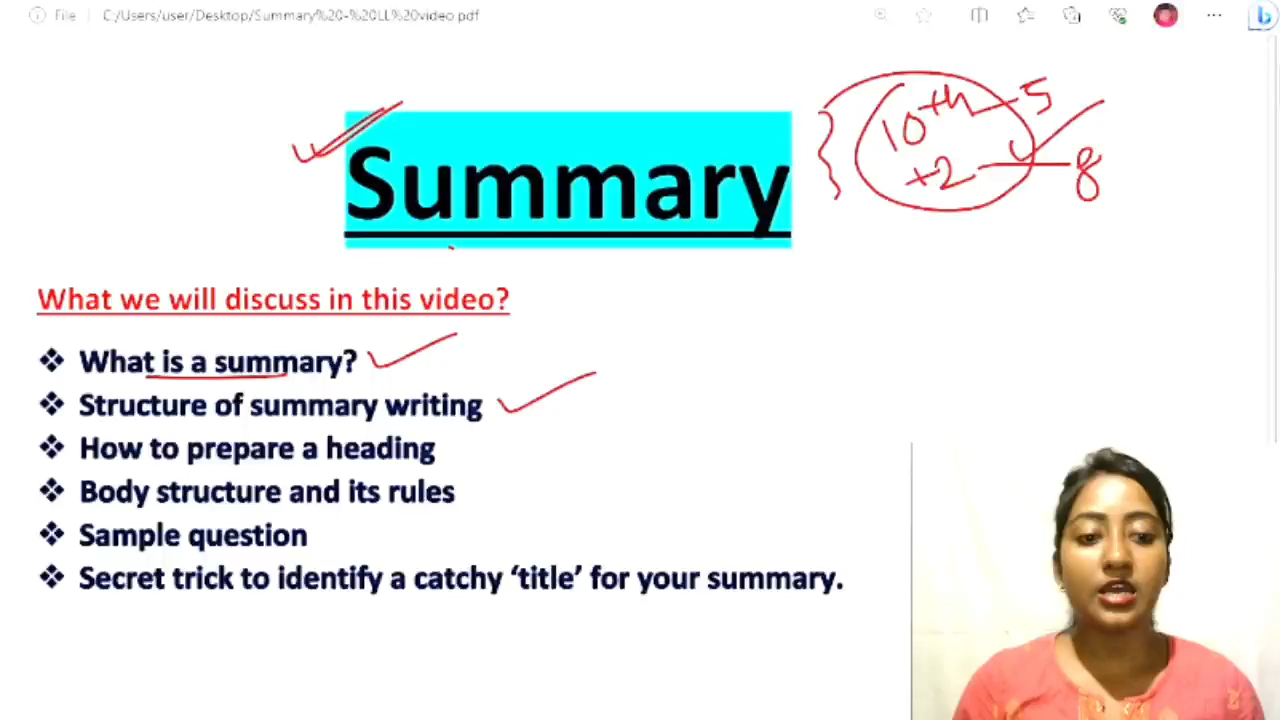 File C:/Users/user/Desktop/Summary%20-%20LL%20video.pdf
10th 5
+2 8
Summary
What we will discuss in this video?
❖ What is a summary?
❖ Structure of summary writing
❖ How to prepare a heading
❖ Body structure and its rules
❖ Sample question
❖ Secret trick to identify a catchy ‘title’ for your summary.